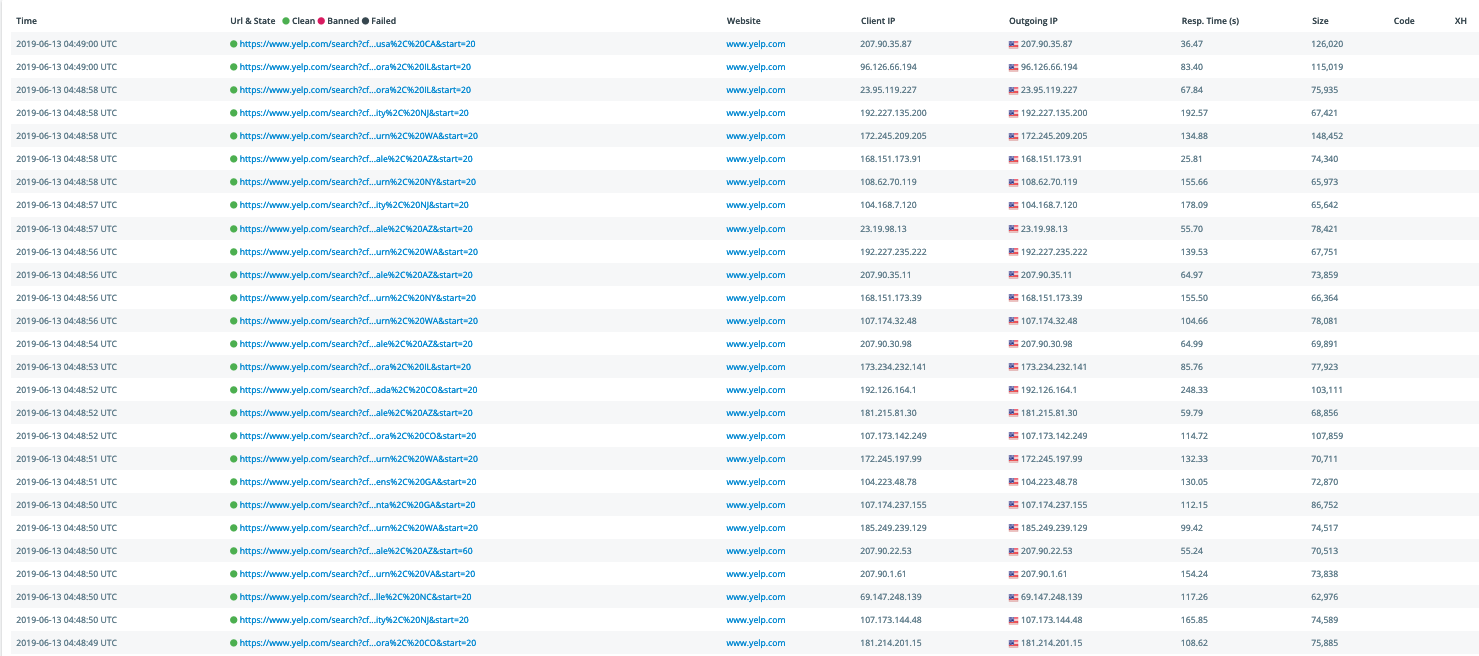 Time Url & State Clean Banned Failed Website Client IP Outgoing IP Resp. Time (s) Size Code XH
2019-06-13 04:49:00 UTC https://www.yelp.com/search?cf...usa%2C%20CA&start=20 www.yelp.com 207.90.35.87 207.90.35.87 36.47 126,020
2019-06-13 04:49:00 UTC https://www.yelp.com/search?cf...ora%2C%20IL&start=20 www.yelp.com 96.126.66.194 96.126.66.194 83.40 115,019
2019-06-13 04:48:58 UTC https://www.yelp.com/search?cf...ora%2C%20IL&start=20 www.yelp.com 23.95.119.227 23.95.119.227 67.84 75,935
2019-06-13 04:48:58 UTC https://www.yelp.com/search?cf...ity%2C%20NJ&start=20 www.yelp.com 192.227.135.200 192.227.135.200 192.57 67,421
2019-06-13 04:48:58 UTC https://www.yelp.com/search?cf...urn%2C%20WA&start=20 www.yelp.com 172.245.209.205 172.245.209.205 134.88 148,452
2019-06-13 04:48:58 UTC https://www.yelp.com/search?cf...ale%2C%20AZ&start=20 www.yelp.com 168.151.173.91 168.151.173.91 25.81 74,340
2019-06-13 04:48:58 UTC https://www.yelp.com/search?cf...urn%2C%20NY&start=20 www.yelp.com 108.62.70.119 108.62.70.119 155.66 65,973
2019-06-13 04:48:57 UTC https://www.yelp.com/search?cf...ity%2C%20NJ&start=20 www.yelp.com 104.168.7.120 104.168.7.120 178.09 65,642
2019-06-13 04:48:57 UTC https://www.yelp.com/search?cf...ale%2C%20AZ&start=20 www.yelp.com 23.19.98.13 23.19.98.13 55.70 78,421
2019-06-13 04:48:56 UTC https://www.yelp.com/search?cf...urn%2C%20WA&start=20 www.yelp.com 192.227.235.222 192.227.235.222 139.53 67,751
2019-06-13 04:48:56 UTC https://www.yelp.com/search?cf...ale%2C%20AZ&start=20 www.yelp.com 207.90.35.11 207.90.35.11 64.97 73,859
2019-06-13 04:48:56 UTC https://www.yelp.com/search?cf...urn%2C%20NY&start=20 www.yelp.com 168.151.173.39 168.151.173.39 155.50 66,364
2019-06-13 04:48:56 UTC https://www.yelp.com/search?cf...urn%2C%20WA&start=20 www.yelp.com 107.174.32.48 107.174.32.48 104.66 78,081
2019-06-13 04:48:54 UTC https://www.yelp.com/search?cf...ale%2C%20AZ&start=20 www.yelp.com 207.90.30.98 207.90.30.98 64.99 69,891
2019-06-13 04:48:53 UTC https://www.yelp.com/search?cf...ora%2C%20IL&start=20 www.yelp.com 173.234.232.141 173.234.232.141 85.76 77,923
2019-06-13 04:48:52 UTC https://www.yelp.com/search?cf...ada%2C%20CO&start=20 www.yelp.com 192.126.164.1 192.126.164.1 248.33 103,111
2019-06-13 04:48:52 UTC https://www.yelp.com/search?cf...ale%2C%20AZ&start=20 www.yelp.com 181.215.81.30 181.215.81.30 59.79 68,856
2019-06-13 04:48:52 UTC https://www.yelp.com/search?cf...ora%2C%20CO&start=20 www.yelp.com 107.173.142.249 107.173.142.249 114.72 107,859
2019-06-13 04:48:51 UTC https://www.yelp.com/search?cf...urn%2C%20WA&start=20 www.yelp.com 172.245.197.99 172.245.197.99 132.33 70,711
2019-06-13 04:48:51 UTC https://www.yelp.com/search?cf...ens%2C%20GA&start=20 www.yelp.com 104.223.48.78 104.223.48.78 130.05 72,870
2019-06-13 04:48:50 UTC https://www.yelp.com/search?cf...nta%2C%20GA&start=20 www.yelp.com 107.174.237.155 107.174.237.155 112.15 86,752
2019-06-13 04:48:50 UTC https://www.yelp.com/search?cf...urn%2C%20WA&start=20 www.yelp.com 185.249.239.129 185.249.239.129 99.42 74,517
2019-06-13 04:48:50 UTC https://www.yelp.com/search?cf...ale%2C%20AZ&start=60 www.yelp.com 207.90.22.53 207.90.22.53 55.24 70,513
2019-06-13 04:48:50 UTC https://www.yelp.com/search?cf...urn%2C%20VA&start=20 www.yelp.com 207.90.1.61 207.90.1.61 154.24 73,838
2019-06-13 04:48:50 UTC https://www.yelp.com/search?cf...lle%2C%20NC&start=20 www.yelp.com 69.147.248.139 69.147.248.139 117.26 62,976
2019-06-13 04:48:50 UTC https://www.yelp.com/search?cf...ity%2C%20NJ&start=20 www.yelp.com 107.173.144.48 107.173.144.48 165.85 74,589
2019-06-13 04:48:49 UTC https://www.yelp.com/search?cf...ora%2C%20CO&start=20 www.yelp.com 181.214.201.15 181.214.201.15 108.62 75,885